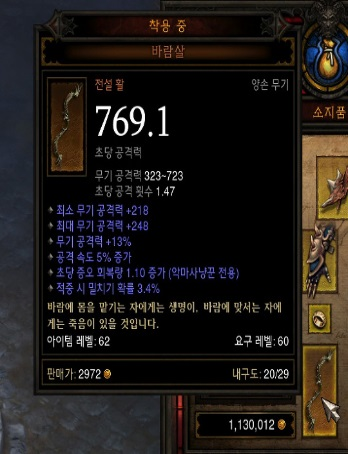 착용 중
바람살
전설 활 양손 무기
769.1
초당 공격력
무기 공격력 323~723
초당 공격 횟수 1.47
최소 무기 공격력 +218
최대 무기 공격력 +248
무기 공격력 +13%
공격 속도 5% 증가
초당 증오 회복량 1.10 증가 (악마사냥꾼 전용)
적중 시 밀치기 확률 3.4%
바람에 몸을 맡기는 자에게는 생명이, 바람에 맞서는 자에
게는 죽음이 있을 것입니다.
아이템 레벨: 62 요구 레벨: 60
판매가: 2972 내구도: 20/29
소지품
1,130,012